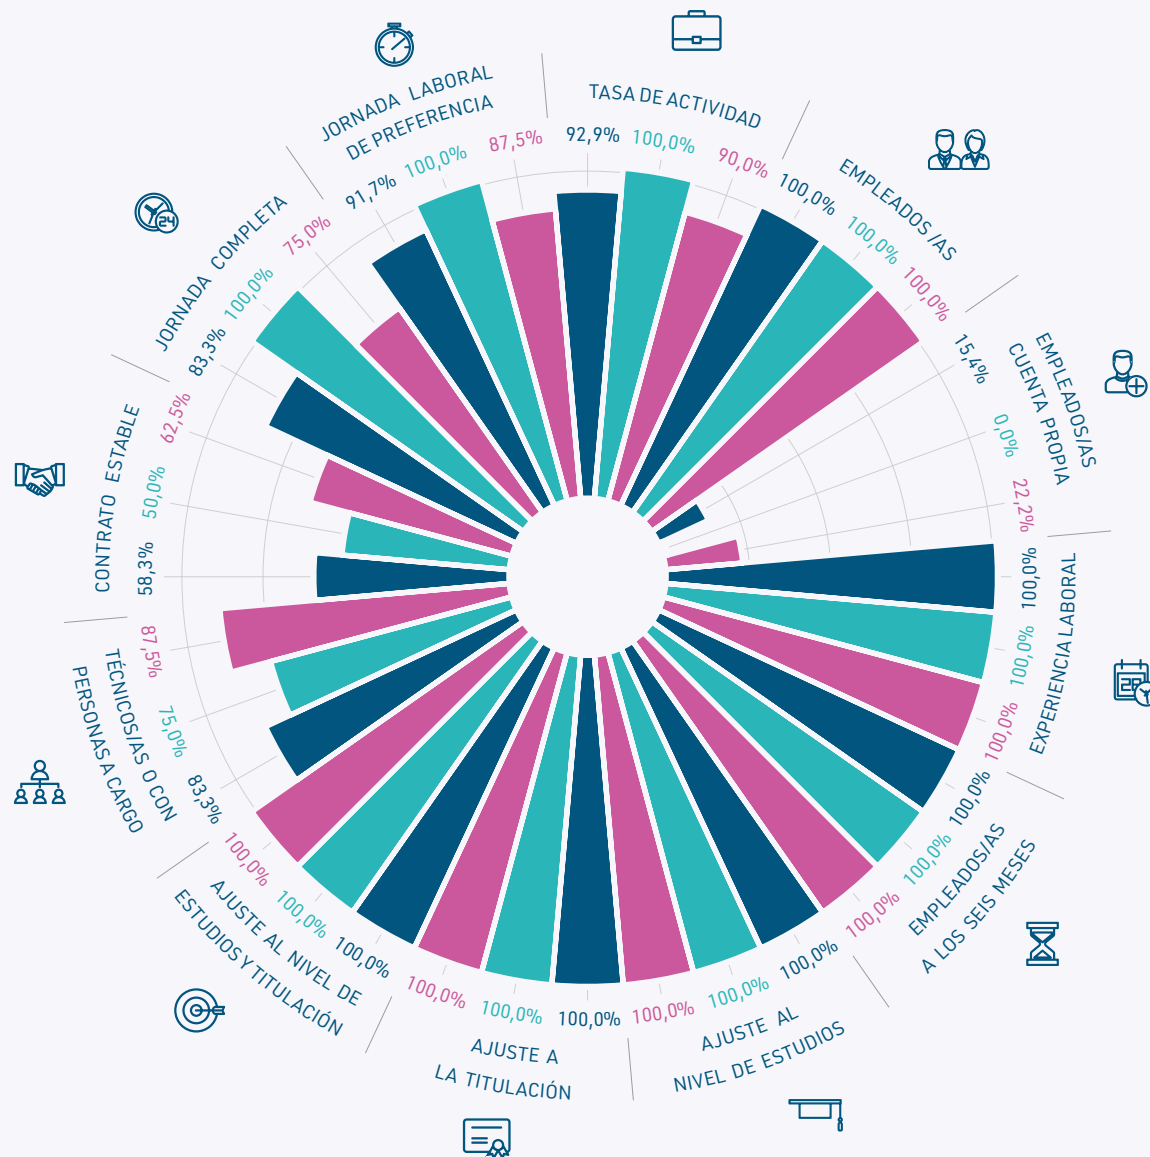 TASA DE ACTIVIDAD
92,9%
100,0%
90,0%
EMPLEADOS/AS
100,0%
100,0%
100,0%
EMPLEADOS/AS
CUENTA PROPIA
15,4%
0,0%
22,2%
EXPERIENCIA LABORAL
100,0%
100,0%
100,0%
EMPLEADOS/AS
A LOS SEIS MESES
100,0%
100,0%
100,0%
AJUSTE AL
NIVEL DE ESTUDIOS
100,0%
100,0%
100,0%
AJUSTE A
LA TITULACIÓN
100,0%
100,0%
100,0%
AJUSTE AL NIVEL DE
ESTUDIOS Y TITULACIÓN
100,0%
100,0%
100,0%
TÉCNICOS/AS O CON
PERSONAS A CARGO
83,3%
75,0%
87,5%
CONTRATO ESTABLE
58,3%
50,0%
62,5%
JORNADA COMPLETA
83,3%
100,0%
75,0%
JORNADA LABORAL
DE PREFERENCIA
91,7%
100,0%
87,5%
24